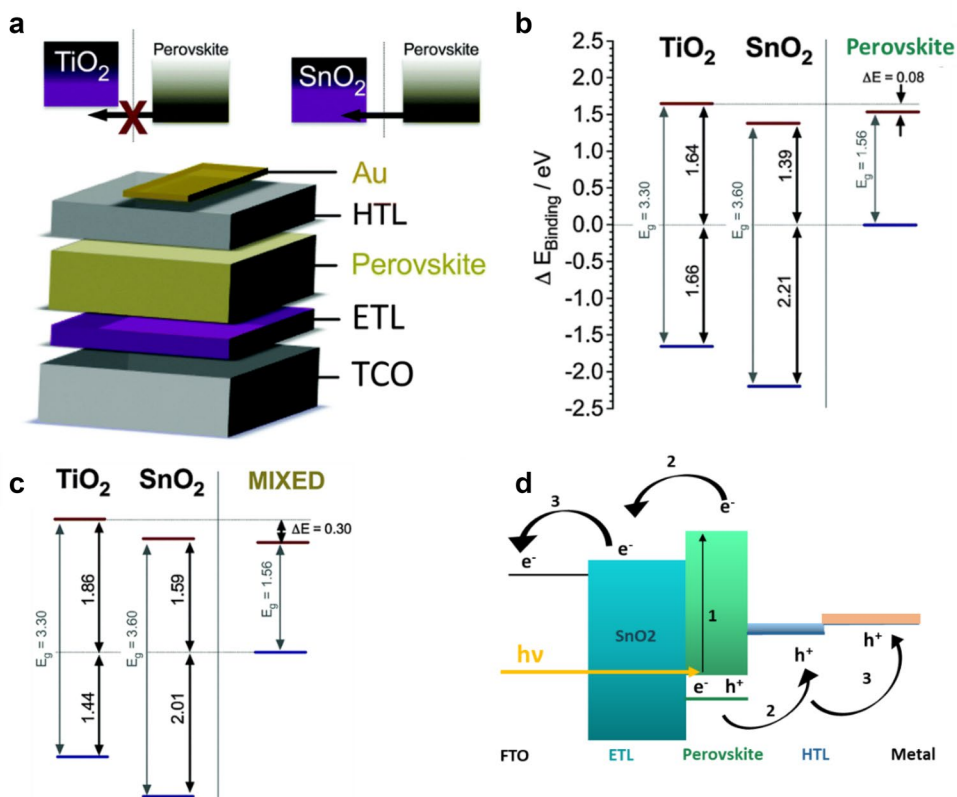 a
TiO2
Perovskite
X
SnO2
Perovskite
Au
HTL
Perovskite
ETL
TCO
b
TiO2 SnO2 Perovskite
Δ EBinding / eV
2.5
2.0
1.5
1.0
0.5
0.0
-0.5
-1.0
-1.5
-2.0
-2.5
Eg = 3.30
1.64
1.66
Eg = 3.60
1.39
2.21
ΔE = 0.08
Eg = 1.56
c
TiO2 SnO2 MIXED
Eg = 3.30
1.86
1.44
Eg = 3.60
1.59
2.01
ΔE = 0.30
Eg = 1.56
d
2
3
e-
e-
e-
SnO2
1
hν
e- h+
h+
h+
2
3
FTO ETL Perovskite HTL Metal